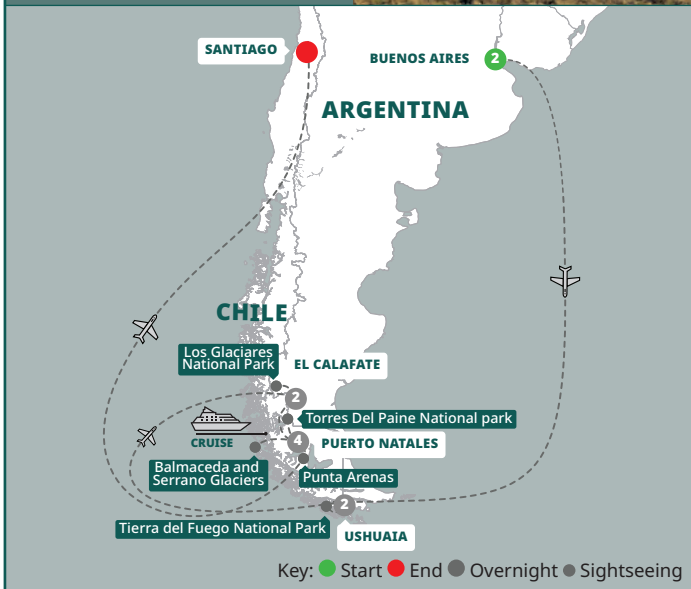 SANTIAGO
BUENOS AIRES
2
ARGENTINA
CHILE
Los Glaciares
National Park
EL CALAFATE
2
Torres Del Paine National park
CRUISE
4
PUERTO NATALES
Balmaceda and
Serrano Glaciers
Punta Arenas
Tierra del Fuego National Park
2
USHUAIA
Key: Start End Overnight Sightseeing